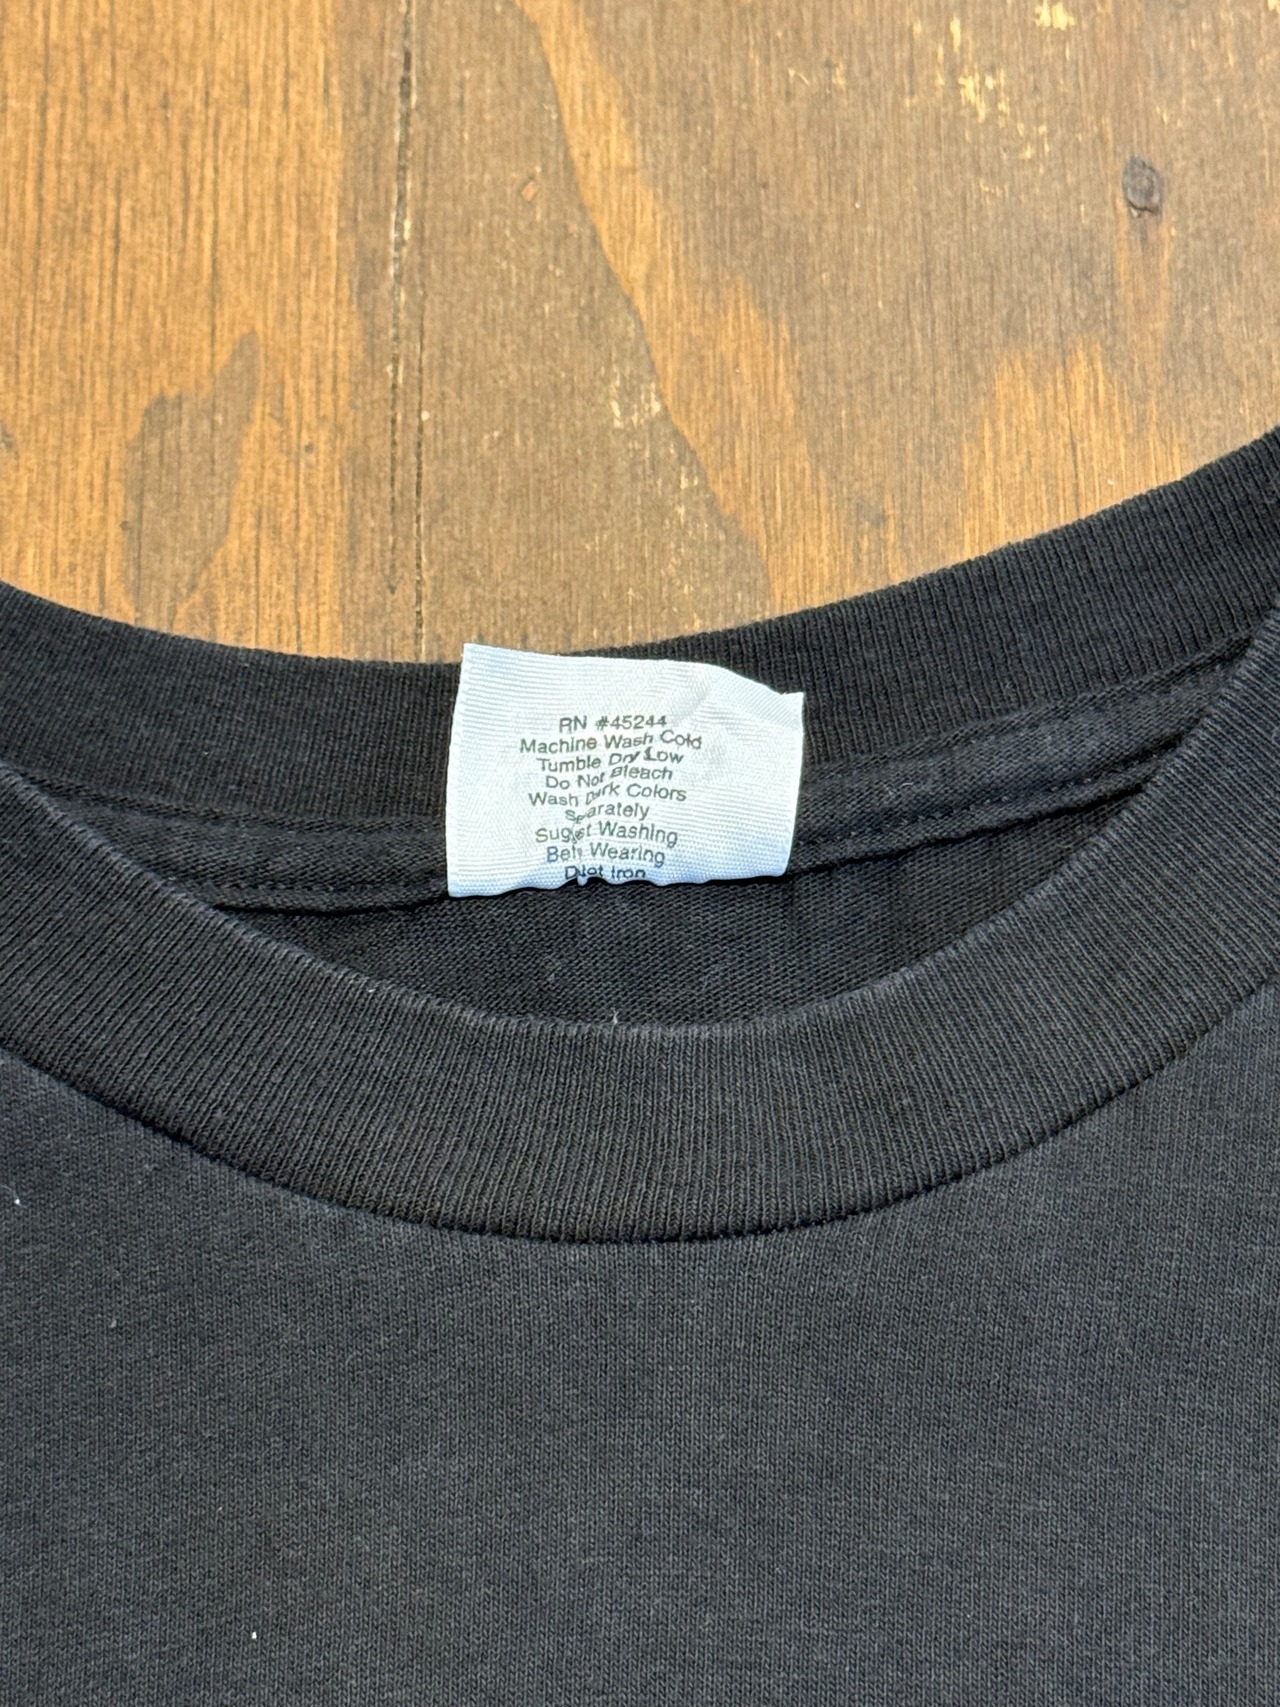 RN #45244
Machine Wash Cold
Tumble Dry Low
Do Not Bleach
Wash Dark Colors
Separately
Suggest Washing
Before Wearing
Do Not Iron